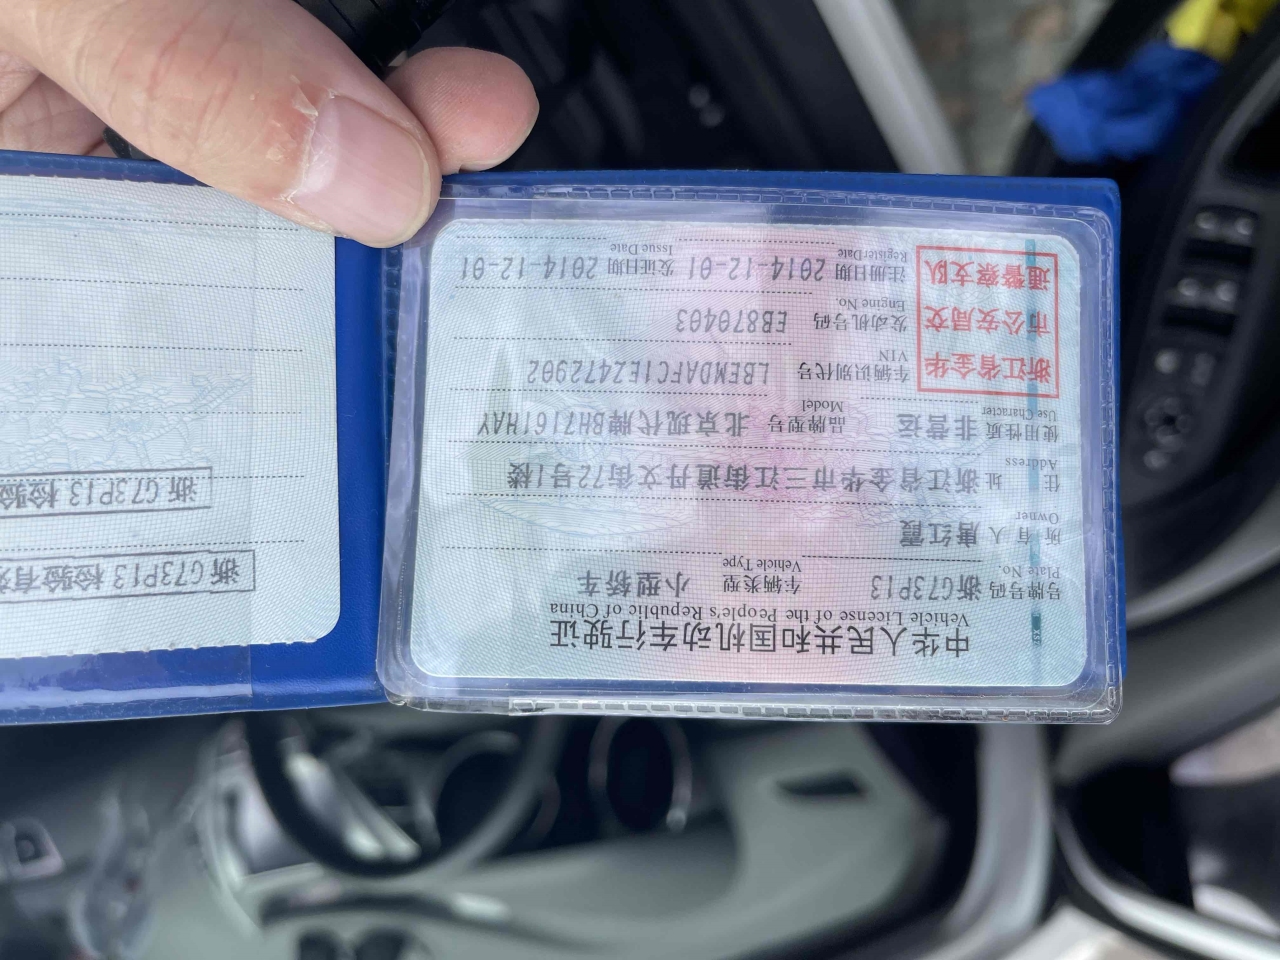 中华人民共和国机动车行驶证
Vehicle License of the People's Republic of China
号牌号码 浙G73P13 车辆类型 小型轿车
Plate No. Vehicle Type
所有人 唐红霞
Owner
住址 浙江省金华市三江街道丹文街72号1楼
Address
使用性质 非营运 品牌型号 北京现代牌BH7161HAY
Use Character Model
浙江省金华
市公安局交
通警察支队
车辆识别代号 LBEMDAFC1EZ472902
VIN
发动机号码 EB870403
Engine No.
注册日期 2014-12-01 发证日期 2014-12-01
Register Date Issue Date
浙G73P13 检验有效
浙G73P13 检验